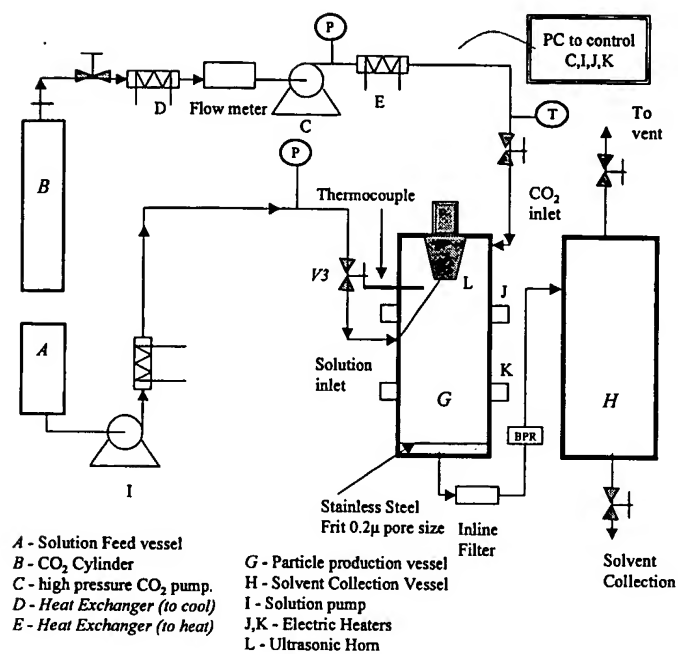 P
PC to control
C,I,J,K
D
Flow meter
C
E
T
To
vent
B
P
Thermocouple
CO₂
inlet
V3
L
J
A
Solution
inlet
K
G
H
BPR
I
Stainless Steel
Frit 0.2µ pore size
Inline
Filter
Solvent
Collection
A - Solution Feed vessel
B - CO₂ Cylinder
C - high pressure CO₂ pump.
D - Heat Exchanger (to cool)
E - Heat Exchanger (to heat)
G - Particle production vessel
H - Solvent Collection Vessel
I - Solution pump
J,K - Electric Heaters
L - Ultrasonic Horn